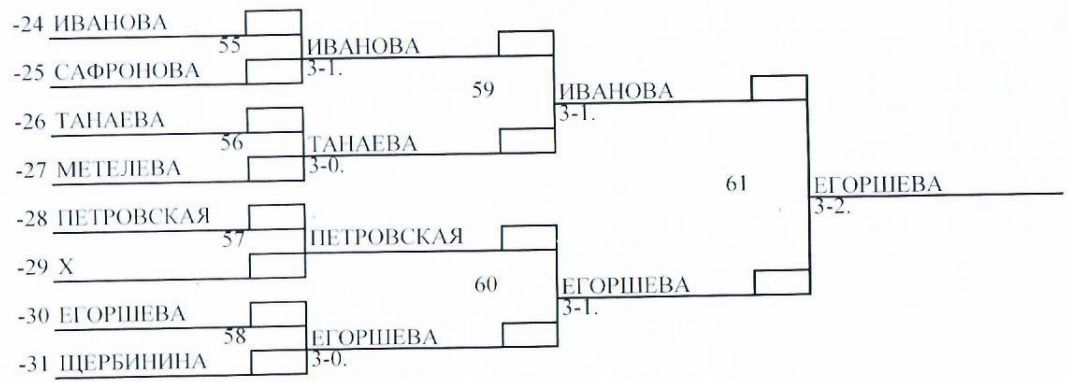 -24 ИВАНОВА
55
-25 САФРОНОВА
ИВАНОВА
3-1.
-26 ТАНАЕВА
56
-27 МЕТЕЛЕВА
ТАНАЕВА
3-0.
59
ИВАНОВА
3-1.
-28 ПЕТРОВСКАЯ
57
-29 Х
ПЕТРОВСКАЯ
-30 ЕГОРШЕВА
58
-31 ЩЕРБИНИНА
ЕГОРШЕВА
3-0.
60
ЕГОРШЕВА
3-1.
61
ЕГОРШЕВА
3-2.